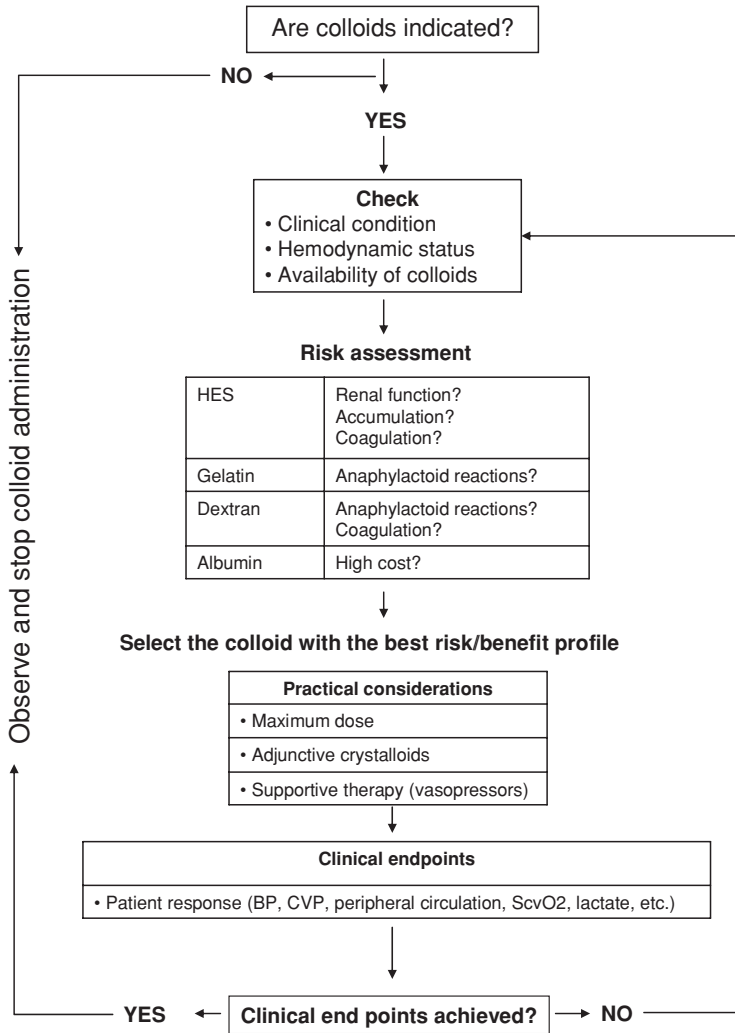 Are colloids indicated?
NO
YES
Check
• Clinical condition
• Hemodynamic status
• Availability of colloids
Observe and stop colloid administration
Risk assessment
HES
Renal function?
Accumulation?
Coagulation?
Gelatin
Anaphylactoid reactions?
Dextran
Anaphylactoid reactions?
Coagulation?
Albumin
High cost?
Select the colloid with the best risk/benefit profile
Practical considerations
• Maximum dose
• Adjunctive crystalloids
• Supportive therapy (vasopressors)
Clinical endpoints
• Patient response (BP, CVP, peripheral circulation, ScvO2, lactate, etc.)
YES
Clinical end points achieved?
NO